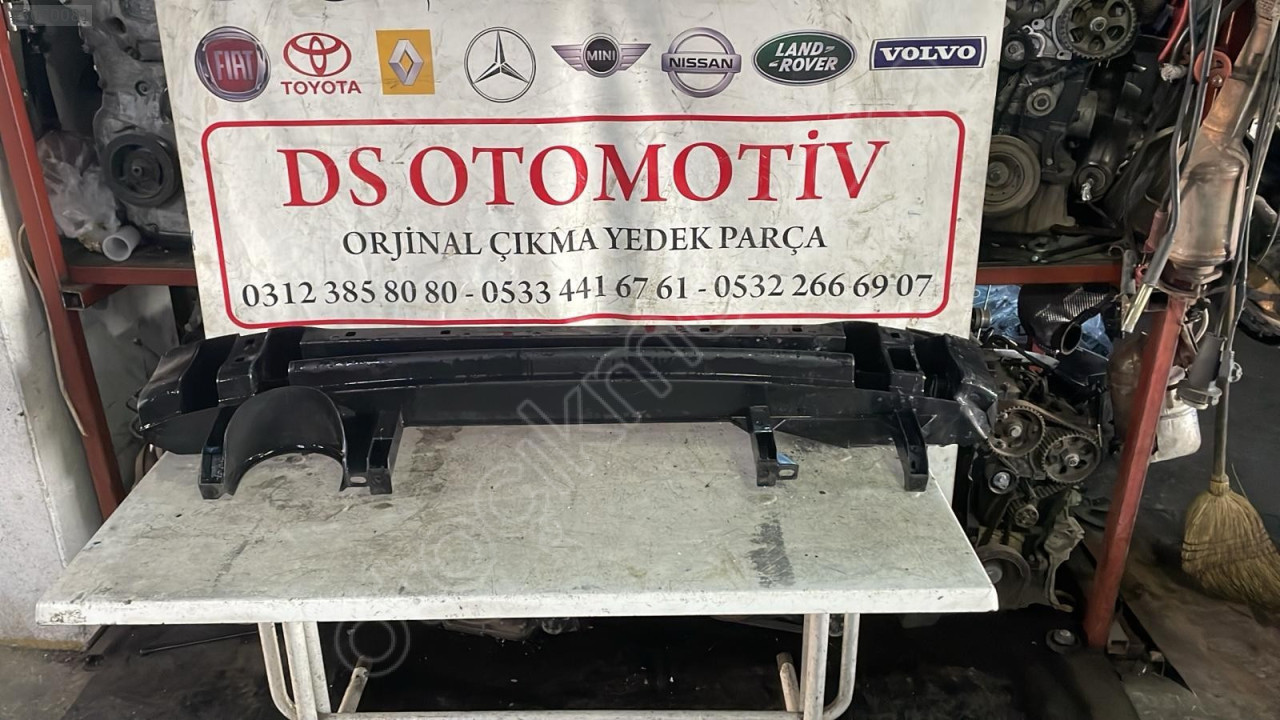 FIAT
TOYOTA
MINI
NISSAN
LAND-
ROVER
VOLVO
DS OTOMOTİV
ORJİNAL ÇIKMA YEDEK PARÇA
0312 385 80 80 - 0533 441 67 61 - 0532 266 69 07